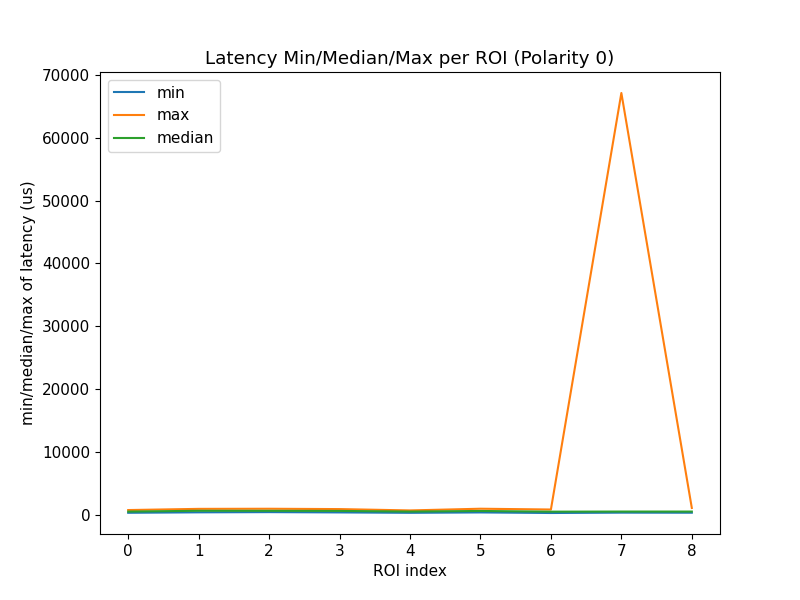 Latency Min/Median/Max per ROI (Polarity 0)
min
max
median
min/median/max of latency (us)
70000
60000
50000
40000
30000
20000
10000
0
0 1 2 3 4 5 6 7 8
ROI index